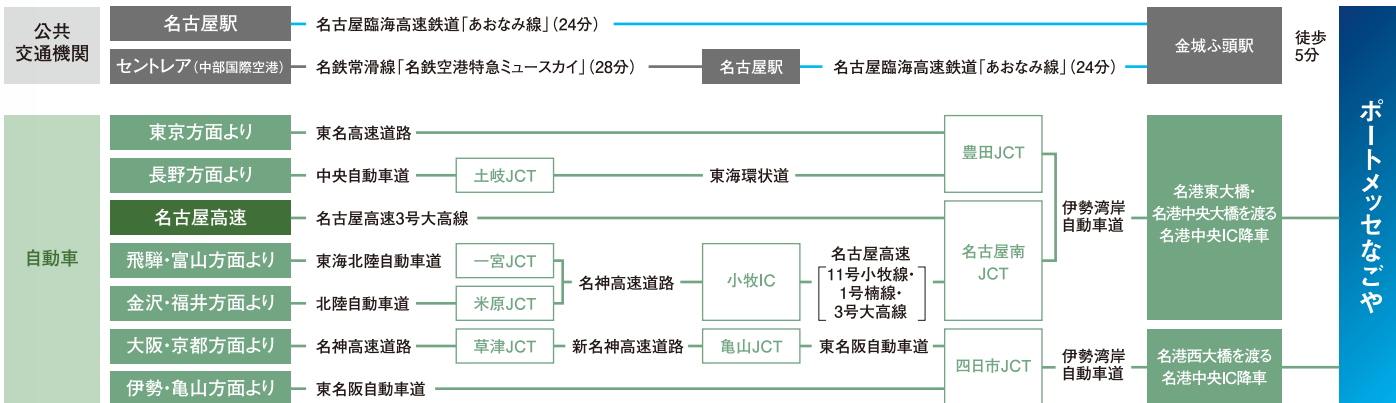 公共
交通機関
名古屋駅
名古屋臨海高速鉄道「あおなみ線」(24分)
セントレア(中部国際空港)
名鉄常滑線「名鉄空港特急ミュースカイ」(28分)
名古屋駅
名古屋臨海高速鉄道「あおなみ線」(24分)
金城ふ頭駅
徒歩
5分
自動車
東京方面より
東名高速道路
長野方面より
中央自動車道
土岐JCT
東海環状道
豊田JCT
名古屋高速
名古屋高速3号大高線
飛騨・富山方面より
東海北陸自動車道
一宮JCT
金沢・福井方面より
北陸自動車道
米原JCT
名神高速道路
小牧IC
名古屋高速
11号小牧線・
1号楠線・
3号大高線
名古屋南
JCT
伊勢湾岸
自動車道
名港東大橋・
名港中央大橋を渡る
名港中央IC降車
大阪・京都方面より
名神高速道路
草津JCT
新名神高速道路
亀山JCT
東名阪自動車道
伊勢・亀山方面より
東名阪自動車道
四日市JCT
伊勢湾岸
自動車道
名港西大橋を渡る
名港中央IC降車
ポートメッセなごや